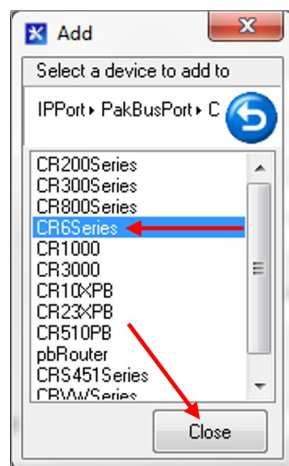 Add
Select a device to add to
IPPort ▸ PakBusPort ▸ C
CR200Series
CR300Series
CR800Series
CR6Series
CR1000
CR3000
CR10XPB
CR23XPB
CR510PB
pbRouter
CRS451Series
CRVWSeries
Close